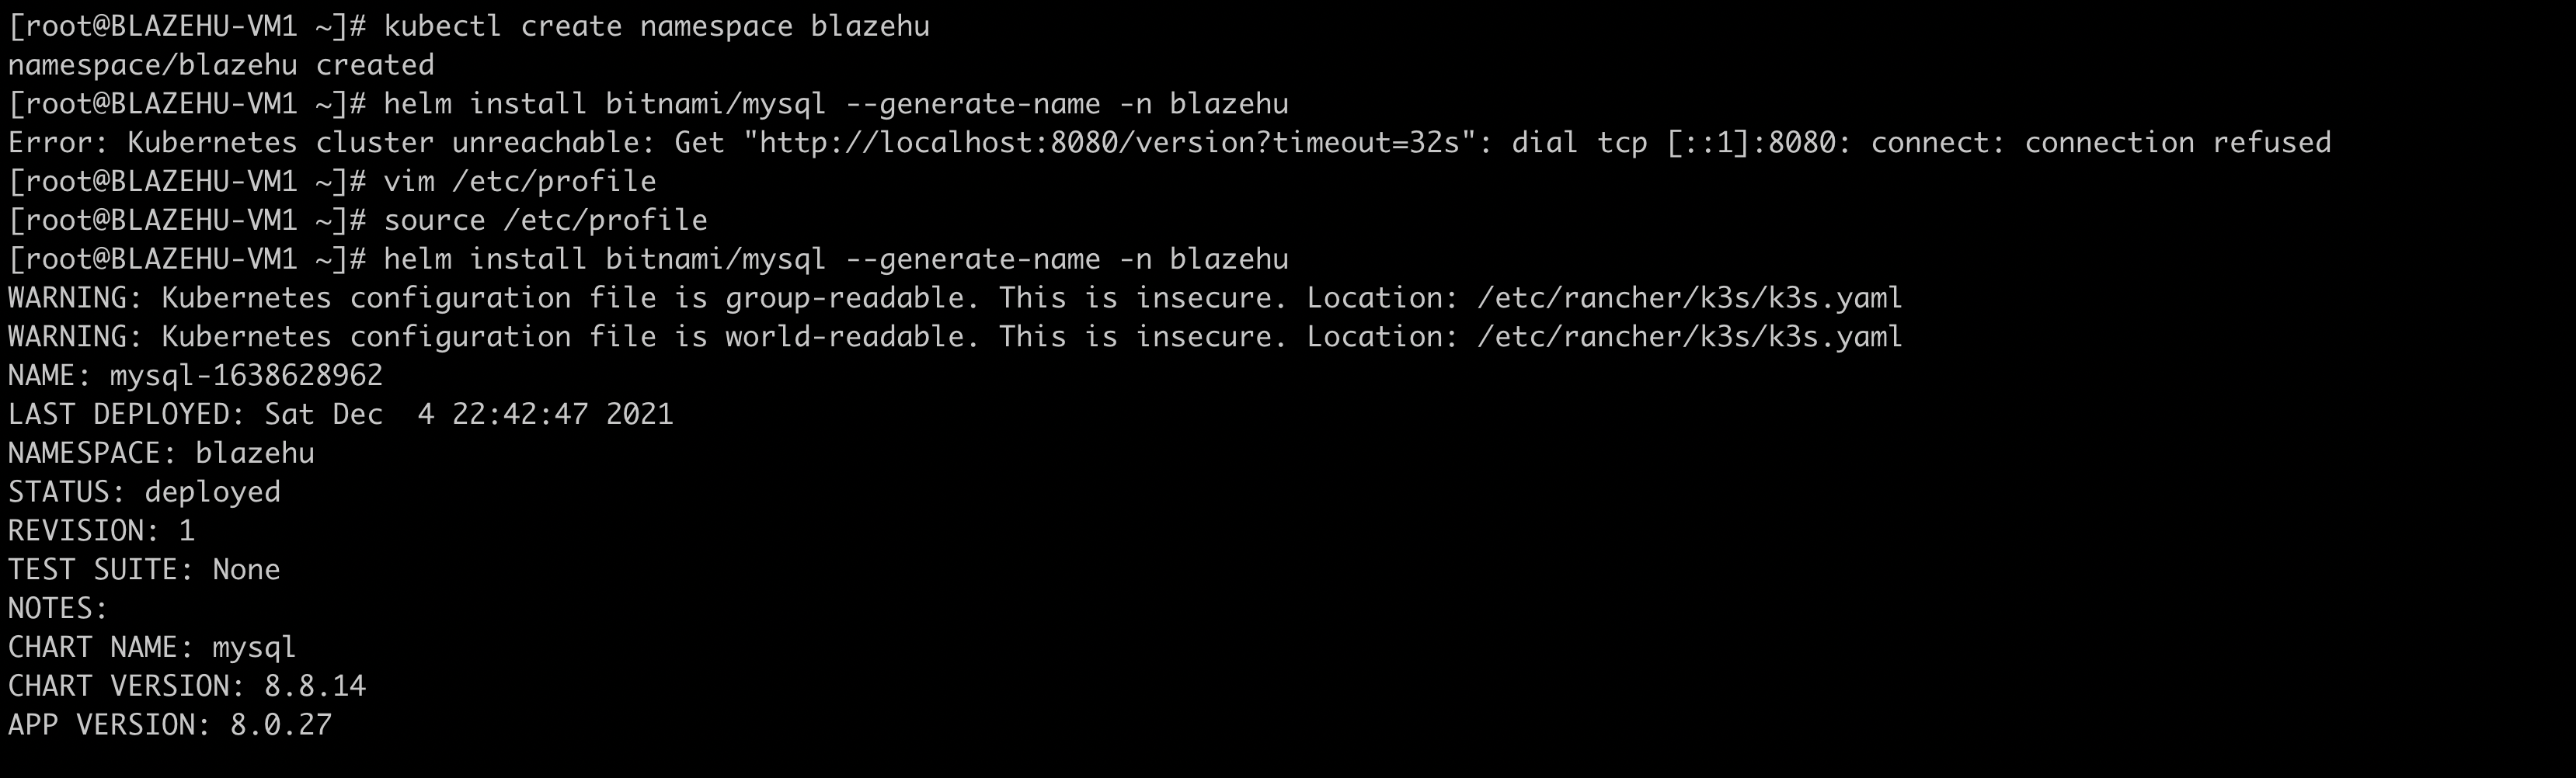 [root@BLAZEHU-VM1 ~]# kubectl create namespace blazehu
namespace/blazehu created
[root@BLAZEHU-VM1 ~]# helm install bitnami/mysql --generate-name -n blazehu
Error: Kubernetes cluster unreachable: Get "http://localhost:8080/version?timeout=32s": dial tcp [::1]:8080: connect: connection refused
[root@BLAZEHU-VM1 ~]# vim /etc/profile
[root@BLAZEHU-VM1 ~]# source /etc/profile
[root@BLAZEHU-VM1 ~]# helm install bitnami/mysql --generate-name -n blazehu
WARNING: Kubernetes configuration file is group-readable. This is insecure. Location: /etc/rancher/k3s/k3s.yaml
WARNING: Kubernetes configuration file is world-readable. This is insecure. Location: /etc/rancher/k3s/k3s.yaml
NAME: mysql-1638628962
LAST DEPLOYED: Sat Dec  4 22:42:47 2021
NAMESPACE: blazehu
STATUS: deployed
REVISION: 1
TEST SUITE: None
NOTES:
CHART NAME: mysql
CHART VERSION: 8.8.14
APP VERSION: 8.0.27